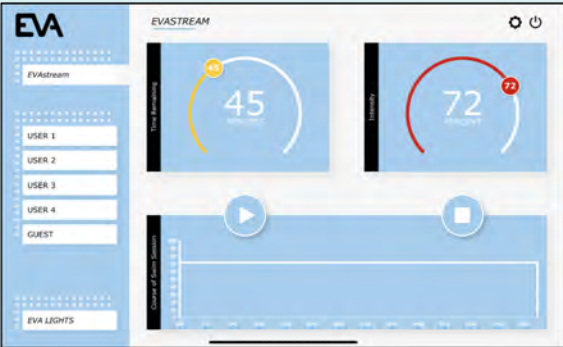 EVA
EVASTREAM
EVAstream
USER 1
USER 2
USER 3
USER 4
GUEST
EVA LIGHTS
Time Remaining
45
45
Intensity
72
72
PERCENT
Course of Swim Session